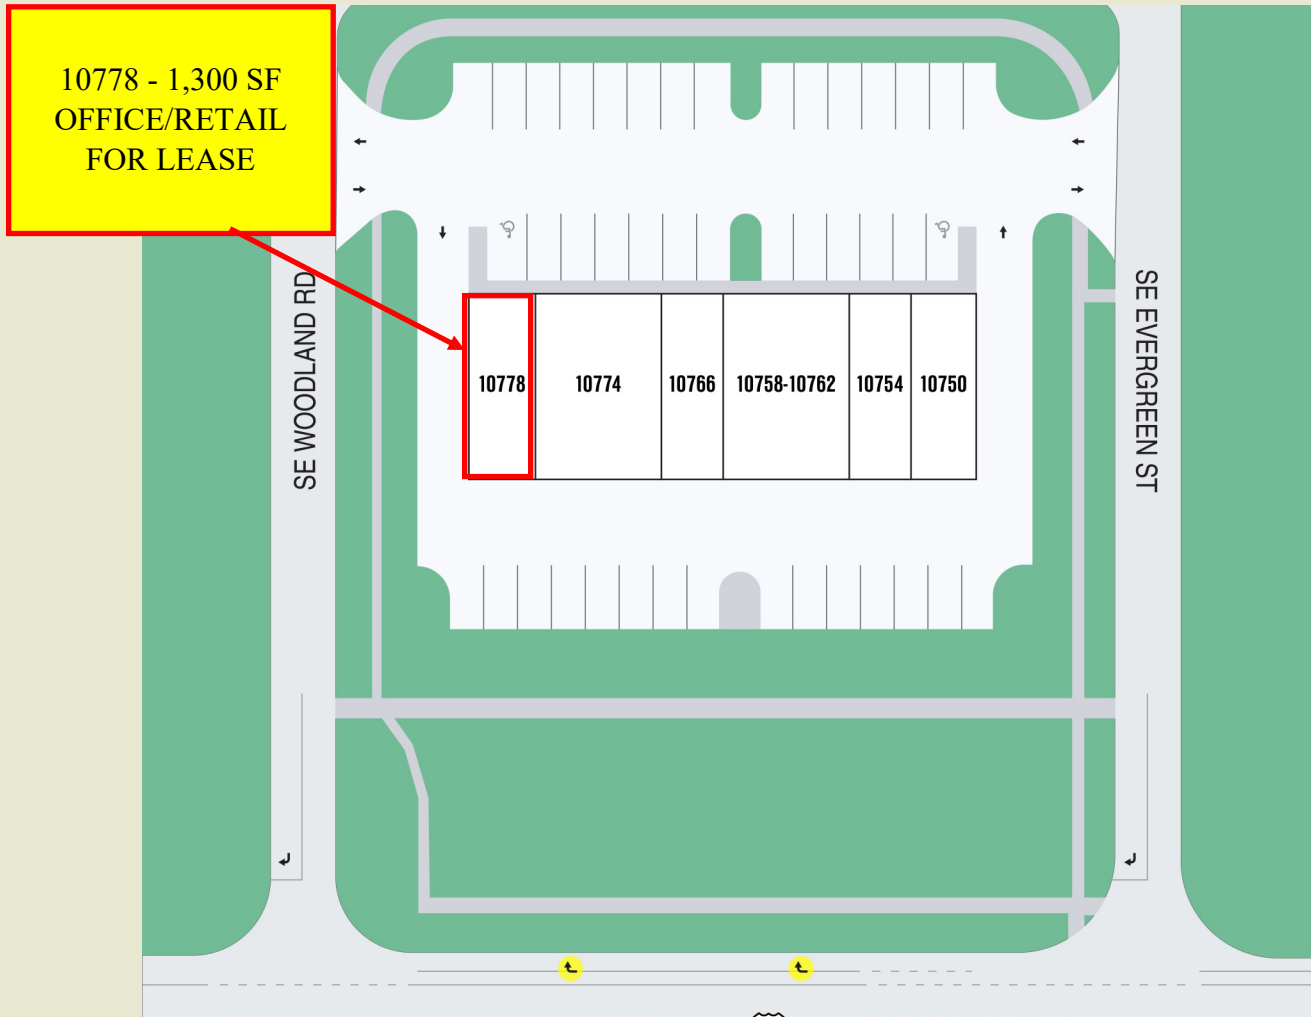 10778 - 1,300 SF
OFFICE/RETAIL
FOR LEASE
SE WOODLAND RD
SE EVERGREEN ST
10778
10774
10766
10758-10762
10754
10750